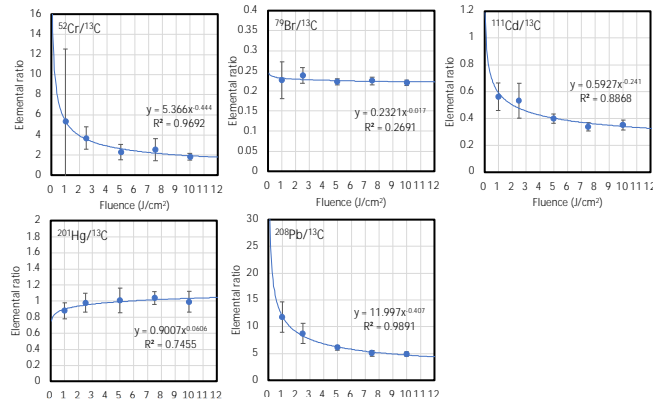 ⁵²Cr/¹³C
Elemental ratio
16
14
12
10
8
6
4
2
0
y = 5.366x⁻⁰·⁴⁴⁴
R² = 0.9692
0 1 2 3 4 5 6 7 8 9 10 11 12
Fluence (J/cm²)
⁷⁹Br/¹³C
Elemental ratio
0.4
0.35
0.3
0.25
0.2
0.15
0.1
0.05
0
y = 0.2321x⁻⁰·⁰¹⁷
R² = 0.2691
0 1 2 3 4 5 6 7 8 9 10 11 12
Fluence (J/cm²)
¹¹¹Cd/¹³C
Elemental ratio
1.2
1
0.8
0.6
0.4
0.2
0
y = 0.5927x⁻⁰·²⁴¹
R² = 0.8868
0 1 2 3 4 5 6 7 8 9 10 11 12
Fluence (J/cm²)
²⁰¹Hg/¹³C
Elemental ratio
2
1.8
1.6
1.4
1.2
1
0.8
0.6
0.4
0.2
0
y = 0.9007x⁰·⁰⁶⁰⁶
R² = 0.7455
0 1 2 3 4 5 6 7 8 9 10 11 12
²⁰⁸Pb/¹³C
Elemental ratio
30
25
20
15
10
5
0
y = 11.997x⁻⁰·⁴⁰⁷
R² = 0.9891
0 1 2 3 4 5 6 7 8 9 10 11 12